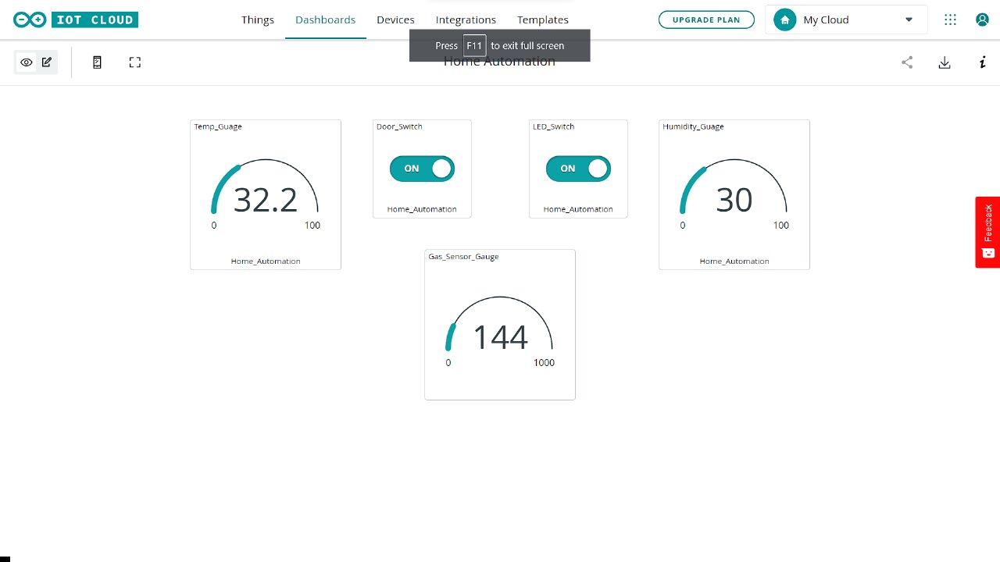 IOT CLOUD
Things Dashboards Devices Integrations Templates
UPGRADE PLAN
My Cloud
Press F11 to exit full screen
Home Automation
Temp_Guage
32.2
0 100
Home_Automation
Door_Switch
ON
Home_Automation
LED_Switch
ON
Home_Automation
Humidity_Guage
30
0 100
Home_Automation
Gas_Sensor_Gauge
144
0 1000
Feedback